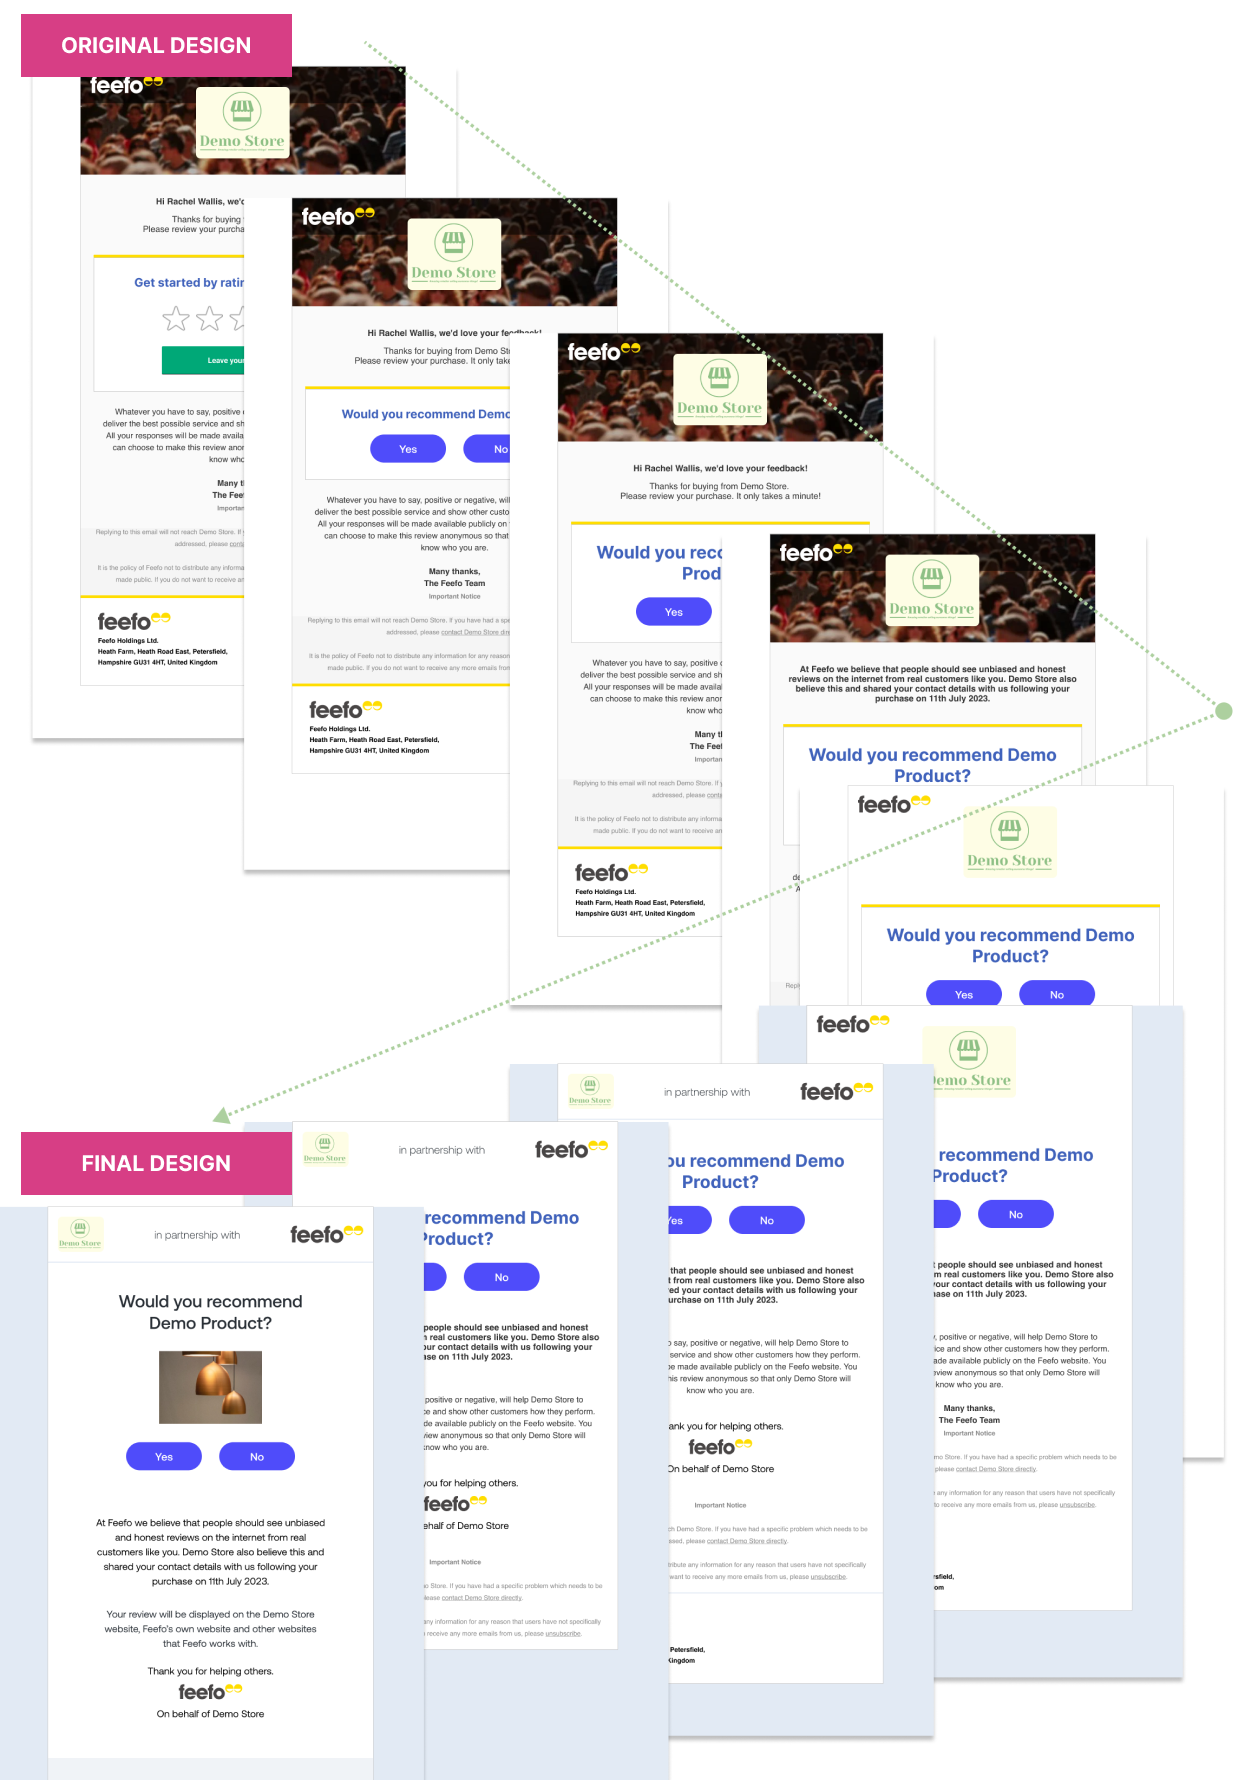 ORIGINAL DESIGN
feefo
Demo Store
Hi Rachel Wallis, we'd
Thanks for buying
Please review your purcha
Get started by ratin
Leave your
Whatever you have to say, positive
deliver the best possible service and sh
All your responses will be made availa
can choose to make this review anon
know who
Many t
The Feef
Importan
Replying to this email will not reach Demo Store. If y
addressed, please conta
It is the policy of Feefo not to distribute any informa
made public. If you do not want to receive an
feefo
Feefo Holdings Ltd.
Heath Farm, Heath Road East, Petersfield,
Hampshire GU31 4HT, United Kingdom
feefo
Demo Store
Hi Rachel Wallis, we'd love your feedback!
Thanks for buying from Demo Sto
Please review your purchase. It only take
Would you recommend Demo
Yes
No
Whatever you have to say, positive or negative, will
deliver the best possible service and show other custo
All your responses will be made available publicly on
can choose to make this review anonymous so that
know who you are.
Many thanks,
The Feefo Team
Important Notice
Replying to this email will not reach Demo Store. If you have had a spe
addressed, please contact Demo Store dire
It is the policy of Feefo not to distribute any information for any reason
made public. If you do not want to receive any more emails from
feefo
Feefo Holdings Ltd.
Heath Farm, Heath Road East, Petersfield,
Hampshire GU31 4HT, United Kingdom
feefo
Demo Store
Hi Rachel Wallis, we'd love your feedback!
Thanks for buying from Demo Store.
Please review your purchase. It only takes a minute!
Would you reco
Prod
Yes
Whatever you have to say, positive
deliver the best possible service and sh
All your responses will be made availa
can choose to make this review anon
know who
Many t
The Feef
Importan
Replying to this email will not reach Demo Store. If y
addressed, please conta
It is the policy of Feefo not to distribute any informa
made public. If you do not want to receive an
feefo
Feefo Holdings Ltd.
Heath Farm, Heath Road East, Petersfield,
Hampshire GU31 4HT, United Kingdom
feefo
Demo Store
At Feefo we believe that people should see unbiased and honest
reviews on the internet from real customers like you. Demo Store also
believe this and shared your contact details with us following your
purchase on 11th July 2023.
Would you recommend Demo
Product?
de
A
Reply
feefo
Demo Store
Would you recommend Demo
Product?
Yes
No
feefo
Demo Store
recommend Demo
Product?
No
t people should see unbiased and honest
m real customers like you. Demo Store also
your contact details with us following your
hase on 11th July 2023.
, positive or negative, will help Demo Store to
ice and show other customers how they perform.
ade available publicly on the Feefo website. You
eview anonymous so that only Demo Store will
know who you are.
Many thanks,
The Feefo Team
Important Notice
mo Store. If you have had a specific problem which needs to be
please contact Demo Store directly.
any information for any reason that users have not specifically
to receive any more emails from us, please unsubscribe.
rsfield,
om
Demo Store
in partnership with
feefo
ou recommend Demo
Product?
Yes
No
that people should see unbiased and honest
t from real customers like you. Demo Store also
red your contact details with us following your
urchase on 11th July 2023.
o say, positive or negative, will help Demo Store to
service and show other customers how they perform.
e made available publicly on the Feefo website. You
his review anonymous so that only Demo Store will
know who you are.
ank you for helping others.
feefo
On behalf of Demo Store
Important Notice
ch Demo Store. If you have had a specific problem which needs to be
ssed, please contact Demo Store directly.
tribute any information for any reason that users have not specifically
want to receive any more emails from us, please unsubscribe.
Petersfield,
Kingdom
Demo Store
in partnership with
feefo
recommend Demo
Product?
No
people should see unbiased and honest
n real customers like you. Demo Store also
our contact details with us following your
ase on 11th July 2023.
positive or negative, will help Demo Store to
ce and show other customers how they perform.
de available publicly on the Feefo website. You
view anonymous so that only Demo Store will
now who you are.
you for helping others.
feefo
ehalf of Demo Store
Important Notice
o Store. If you have had a specific problem which needs to be
lease contact Demo Store directly.
any information for any reason that users have not specifically
receive any more emails from us, please unsubscribe.
FINAL DESIGN
Demo Store
in partnership with
feefo
Would you recommend
Demo Product?
Yes
No
At Feefo we believe that people should see unbiased
and honest reviews on the internet from real
customers like you. Demo Store also believe this and
shared your contact details with us following your
purchase on 11th July 2023.
Your review will be displayed on the Demo Store
website, Feefo's own website and other websites
that Feefo works with.
Thank you for helping others.
feefo
On behalf of Demo Store